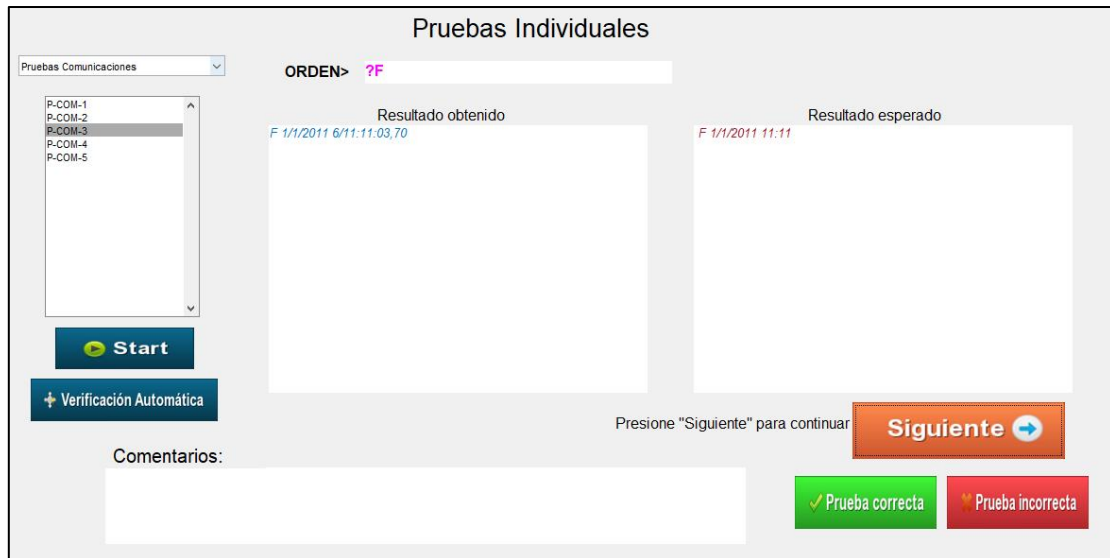 Pruebas Individuales
Pruebas Comunicaciones
ORDEN> ?F
P-COM-1
P-COM-2
P-COM-3
P-COM-4
P-COM-5
Resultado obtenido
F 1/1/2011 6/11:11:03,70
Resultado esperado
F 1/1/2011 11:11
Start
Verificación Automática
Presione "Siguiente" para continuar
Siguiente
Comentarios:
Prueba correcta
Prueba incorrecta